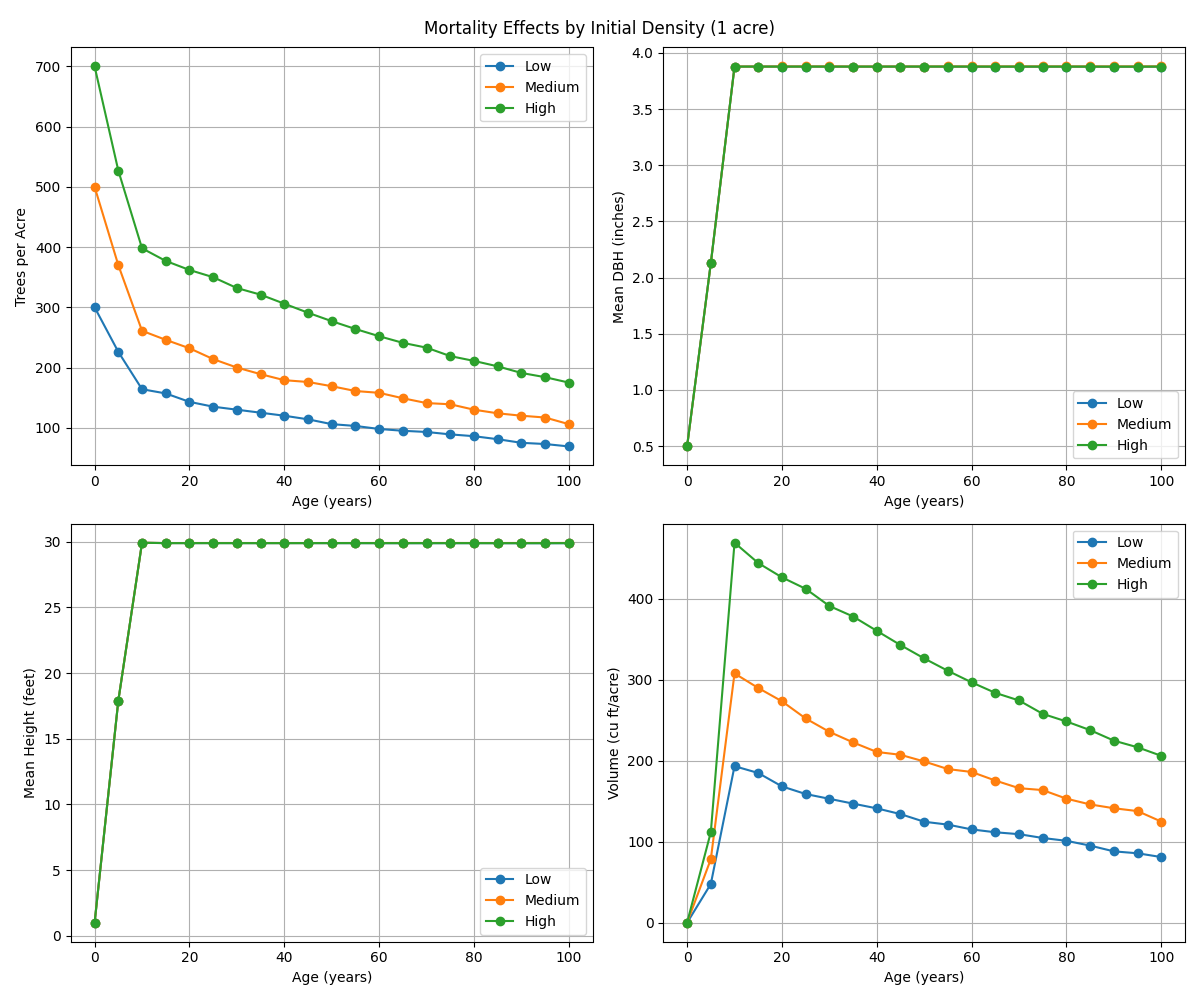 Mortality Effects by Initial Density (1 acre)
Trees per Acre
700
600
500
400
300
200
100
0 20 40 60 80 100
Age (years)
Low
Medium
High
Mean DBH (inches)
4.0
3.5
3.0
2.5
2.0
1.5
1.0
0.5
0 20 40 60 80 100
Age (years)
Low
Medium
High
Mean Height (feet)
30
25
20
15
10
5
0
0 20 40 60 80 100
Age (years)
Low
Medium
High
Volume (cu ft/acre)
400
300
200
100
0
0 20 40 60 80 100
Age (years)
Low
Medium
High